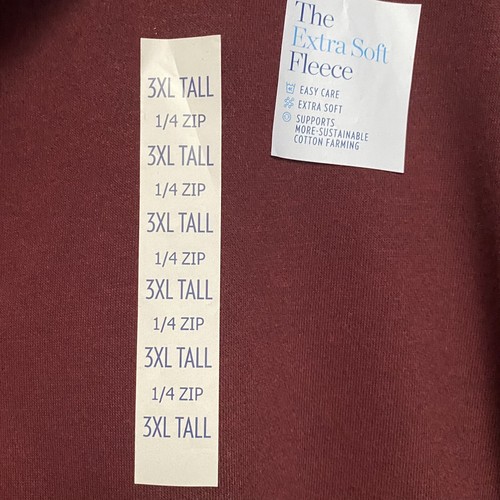 3XL TALL
1/4 ZIP
3XL TALL
1/4 ZIP
3XL TALL
1/4 ZIP
3XL TALL
1/4 ZIP
3XL TALL
1/4 ZIP
3XL TALL
The
Extra Soft
Fleece
EASY CARE
EXTRA SOFT
SUPPORTS
MORE-SUSTAINABLE
COTTON FARMING